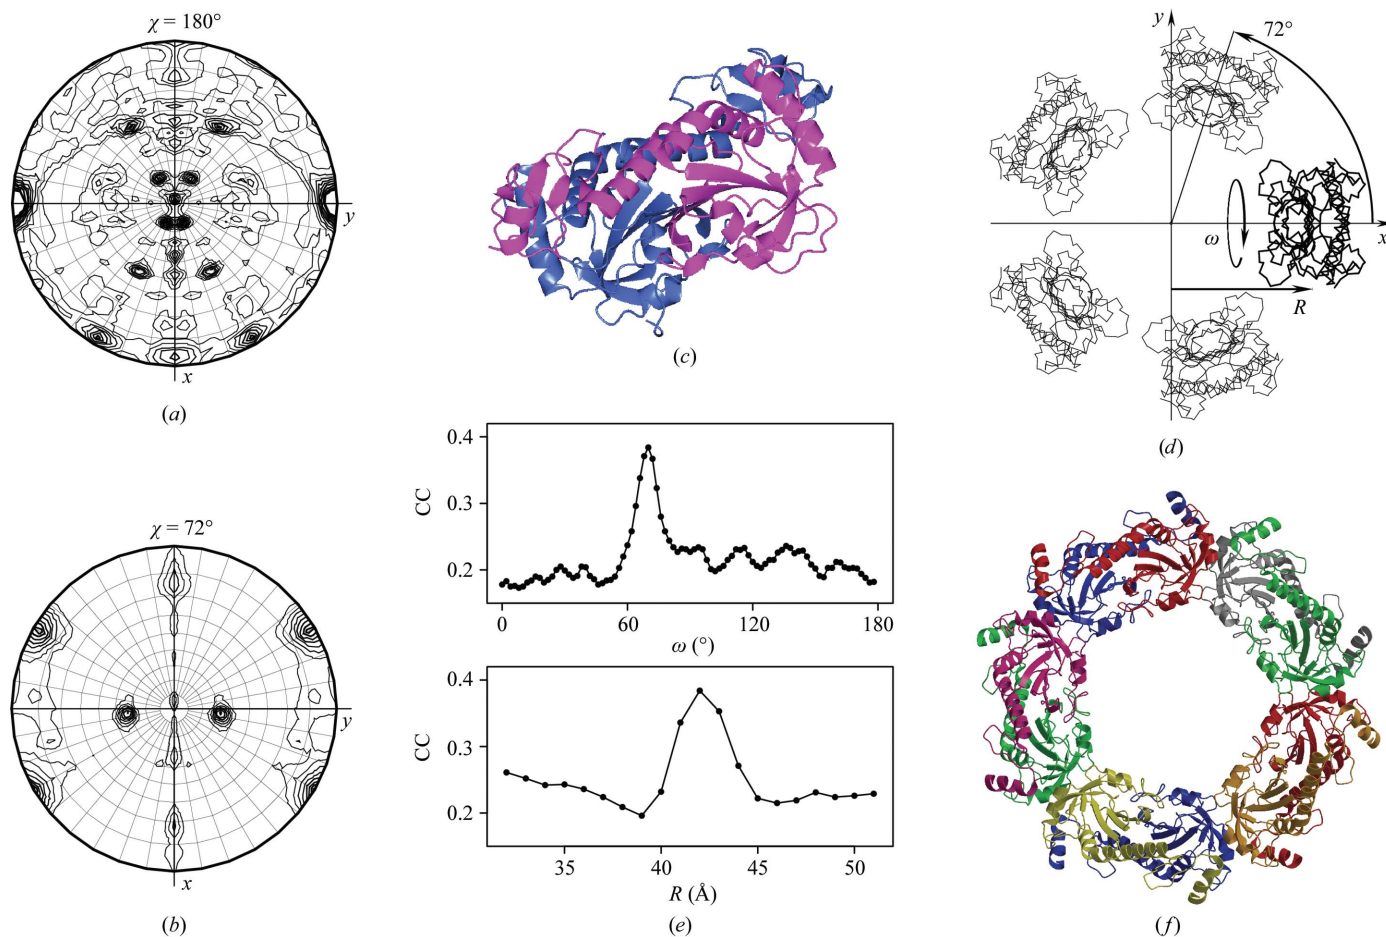 χ = 180°
y
x
(a)
χ = 72°
y
x
(b)
(c)
y
72°
x
ω
R
(d)
0.4
0.3
0.2
CC
0 60 120 180
ω (°)
0.4
0.3
0.2
CC
35 40 45 50
R (Å)
(e)
(f)